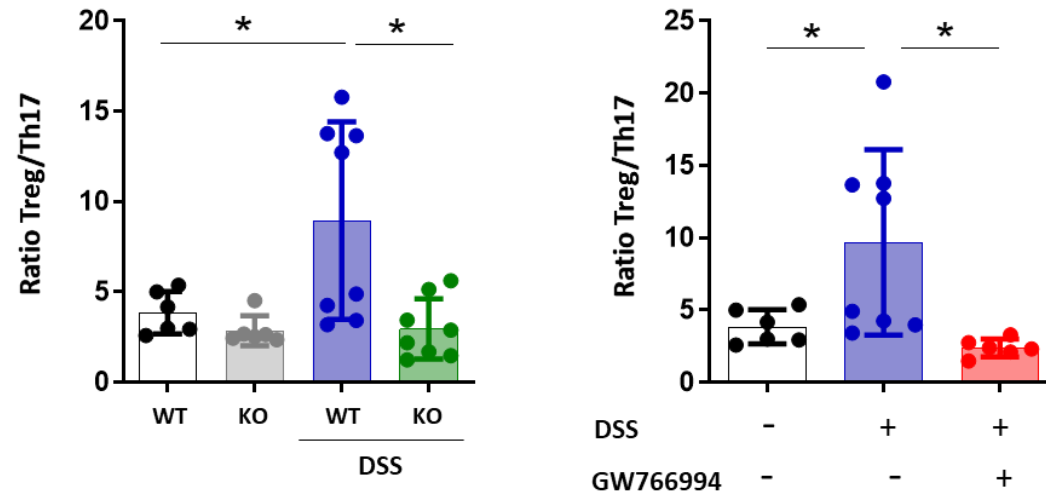 20
15
10
5
0
Ratio Treg/Th17
* *
WT KO WT KO
DSS
25
20
15
10
5
0
Ratio Treg/Th17
* *
DSS - + +
GW766994 - - +